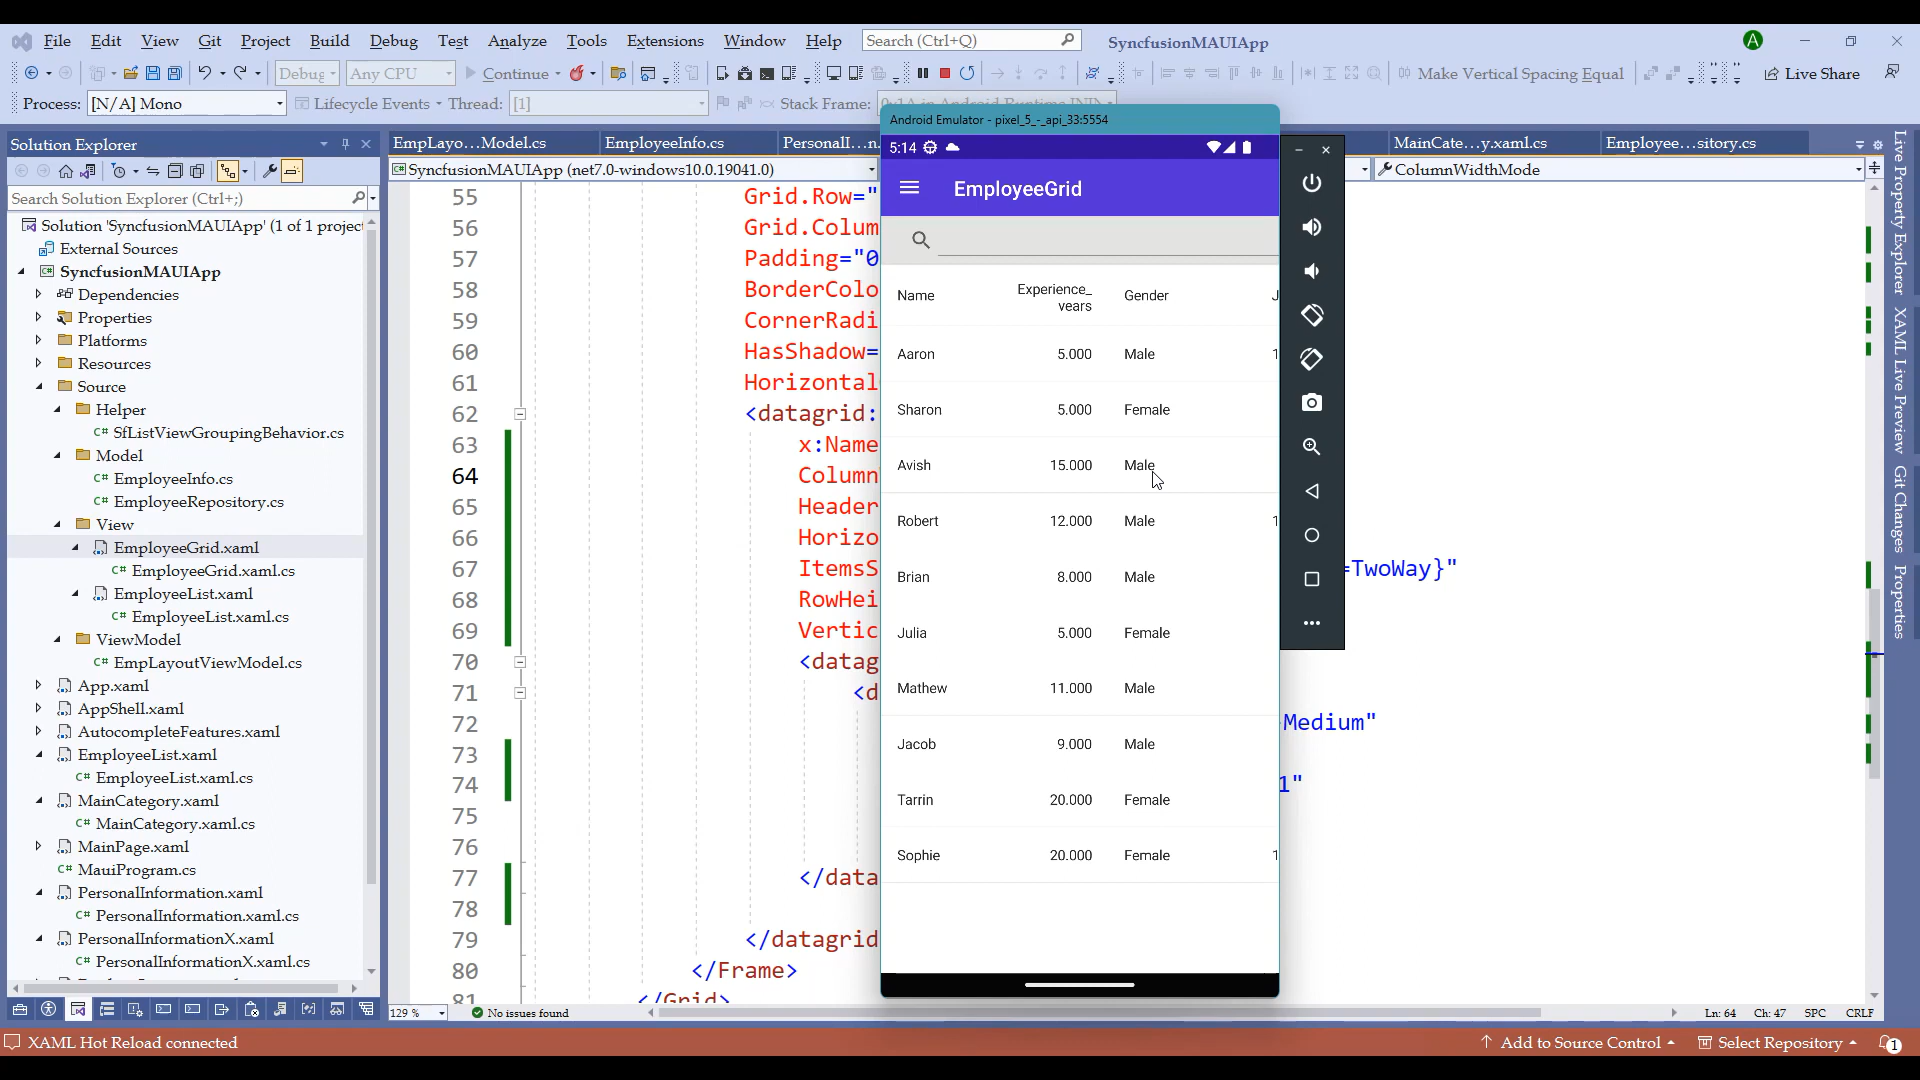 File Edit View Git Project Build Debug Test Analyze Tools Extensions Window Help Search (Ctrl+Q) SyncfusionMAUIApp A
Debug Any CPU Continue Make Vertical Spacing Equal Live Share
Process: [N/A] Mono Lifecycle Events Thread: [1] Stack Frame:
Solution Explorer
Search Solution Explorer (Ctrl+;)
Solution 'SyncfusionMAUIApp' (1 of 1 projec
External Sources
SyncfusionMAUIApp
Dependencies
Properties
Platforms
Resources
Source
Helper
SfListViewGroupingBehavior.cs
Model
EmployeeInfo.cs
EmployeeRepository.cs
View
EmployeeGrid.xaml
EmployeeGrid.xaml.cs
EmployeeList.xaml
EmployeeList.xaml.cs
ViewModel
EmpLayoutViewModel.cs
App.xaml
AppShell.xaml
AutocompleteFeatures.xaml
EmployeeList.xaml
EmployeeList.xaml.cs
MainCategory.xaml
MainCategory.xaml.cs
MainPage.xaml
MauiProgram.cs
PersonalInformation.xaml
PersonalInformation.xaml.cs
PersonalInformationX.xaml
PersonalInformationX.xaml.cs
EmpLayo...Model.cs EmployeeInfo.cs PersonalI...n. MainCate...y.xaml.cs Employee...sitory.cs
SyncfusionMAUIApp (net7.0-windows10.0.19041.0) ColumnWidthMode
55 Grid.Row="
56 Grid.Colum
57 Padding="0
58 BorderColo
59 CornerRadi
60 HasShadow=
61 Horizontal
62 <datagrid:
63 x:Name
64 Column
65 Header
66 Horizo
67 ItemsS =TwoWay}"
68 RowHei
69 Vertic
70 <datag
71 <d
72 Medium"
73
74 1"
75
76
77 </data
78
79 </datagrid
80 </Frame>
81 </Grid>
129 % No issues found Ln: 64 Ch: 47 SPC CRLF
Android Emulator - pixel_5_-_api_33:5554
5:14
EmployeeGrid
Name Experience_ Gender J
years
Aaron 5.000 Male 1
Sharon 5.000 Female
Avish 15.000 Male
Robert 12.000 Male 1
Brian 8.000 Male
Julia 5.000 Female
Mathew 11.000 Male
Jacob 9.000 Male
Tarrin 20.000 Female
Sophie 20.000 Female 1
Live Property Explorer
XAML Live Preview
Git Changes
Properties
XAML Hot Reload connected Add to Source Control Select Repository 1